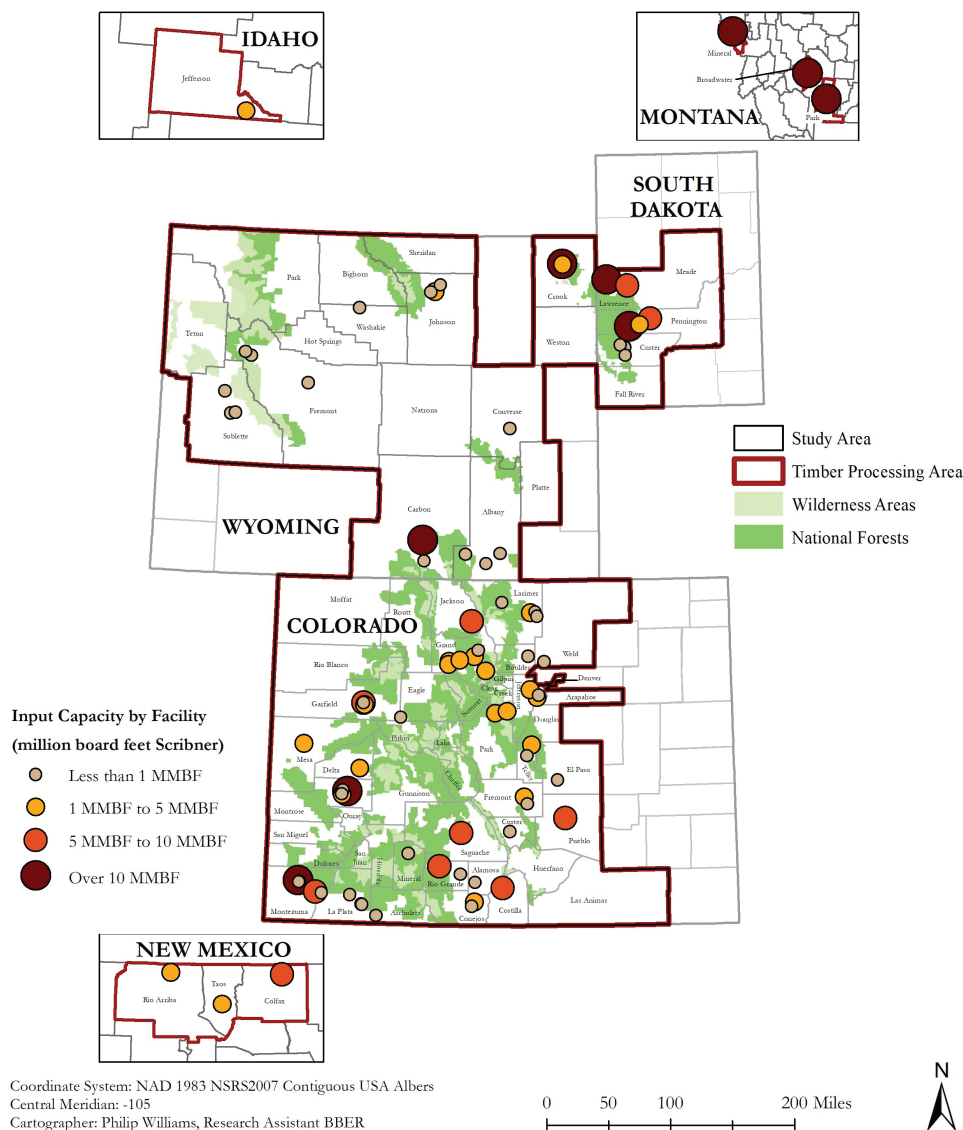 IDAHO
Jefferson
Mineral
Broadwater
Park
MONTANA
SOUTH
DAKOTA
Sheridan
Park
Bighorn
Meade
Crook
Lawrence
Johnson
Washakie
Pennington
Teton
Hot Springs
Weston
Custer
Fall River
Fremont
Natrona
Converse
Sublette
Study Area
Timber Processing Area
Wilderness Areas
National Forests
Platte
Carbon
Albany
WYOMING
Moffat
Larimer
Routt
Jackson
COLORADO
Grand
Weld
Rio Blanco
Boulder
Gilpin
Denver
Eagle
Clear
Creek
Jefferson
Arapahoe
Garfield
Summit
Douglas
Input Capacity by Facility
(million board feet Scribner)
Less than 1 MMBF
1 MMBF to 5 MMBF
5 MMBF to 10 MMBF
Over 10 MMBF
Pitkin
Lake
Park
Mesa
Delta
Teller
El Paso
Chaffee
Gunnison
Fremont
Montrose
Ouray
Custer
Pueblo
San Miguel
Saguache
San
Juan
Dolores
Hinsdale
Mineral
Rio Grande
Alamosa
Huerfano
Montezuma
La Plata
Archuleta
Conejos
Costilla
Las Animas
NEW MEXICO
Rio Arriba
Taos
Colfax
Coordinate System: NAD 1983 NSRS2007 Contiguous USA Albers
Central Meridian: -105
Cartographer: Philip Williams, Research Assistant BBER
0 50 100 200 Miles
N